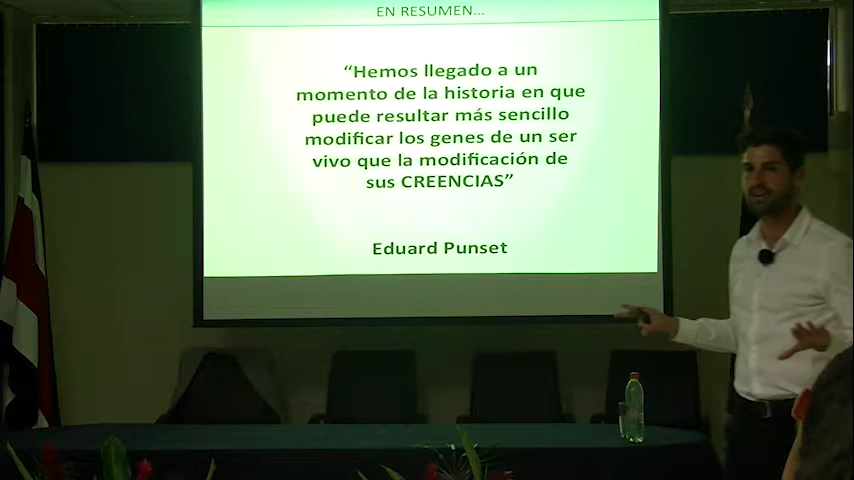 EN RESUMEN...
“Hemos llegado a un
momento de la historia en que
puede resultar más sencillo
modificar los genes de un ser
vivo que la modificación de
sus CREENCIAS”
Eduard Punset